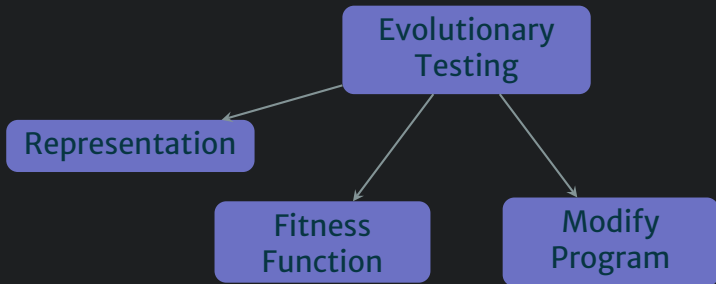 Evolutionary
Testing
Representation
Fitness
Function
Modify
Program